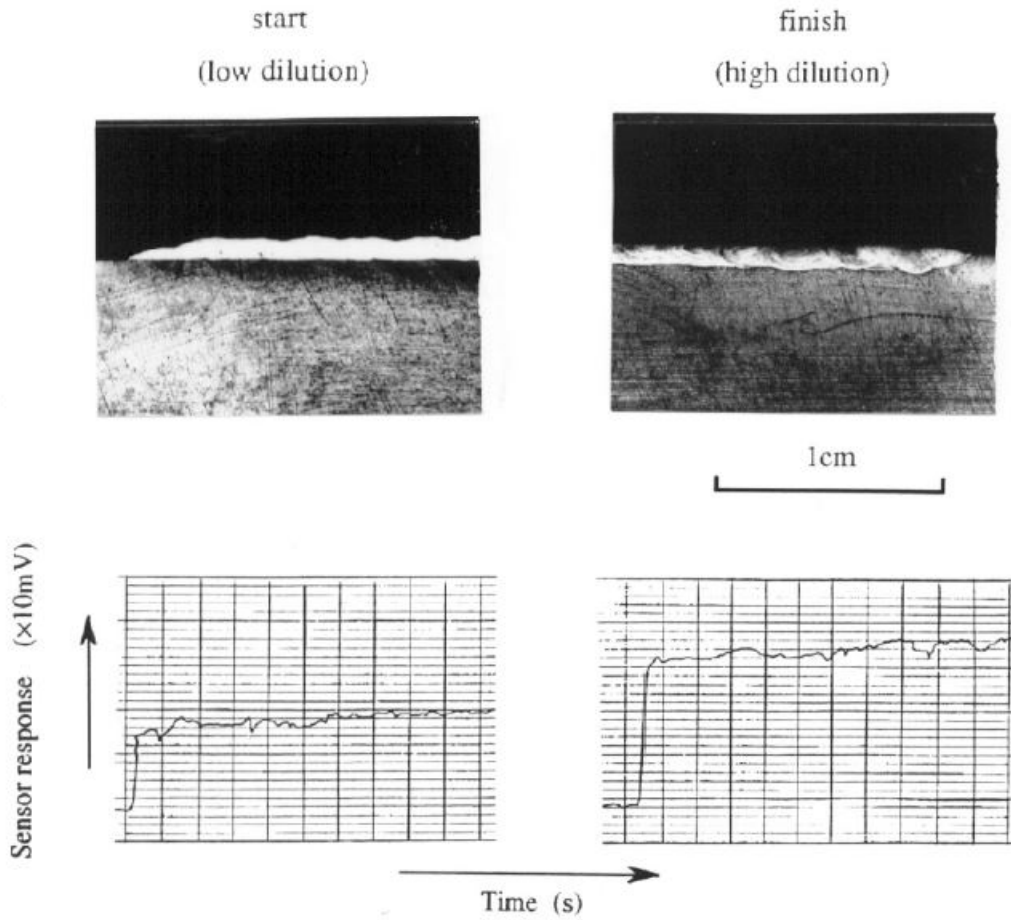 start
(low dilution)
finish
(high dilution)
1cm
Sensor response (×10mV)
Time (s)